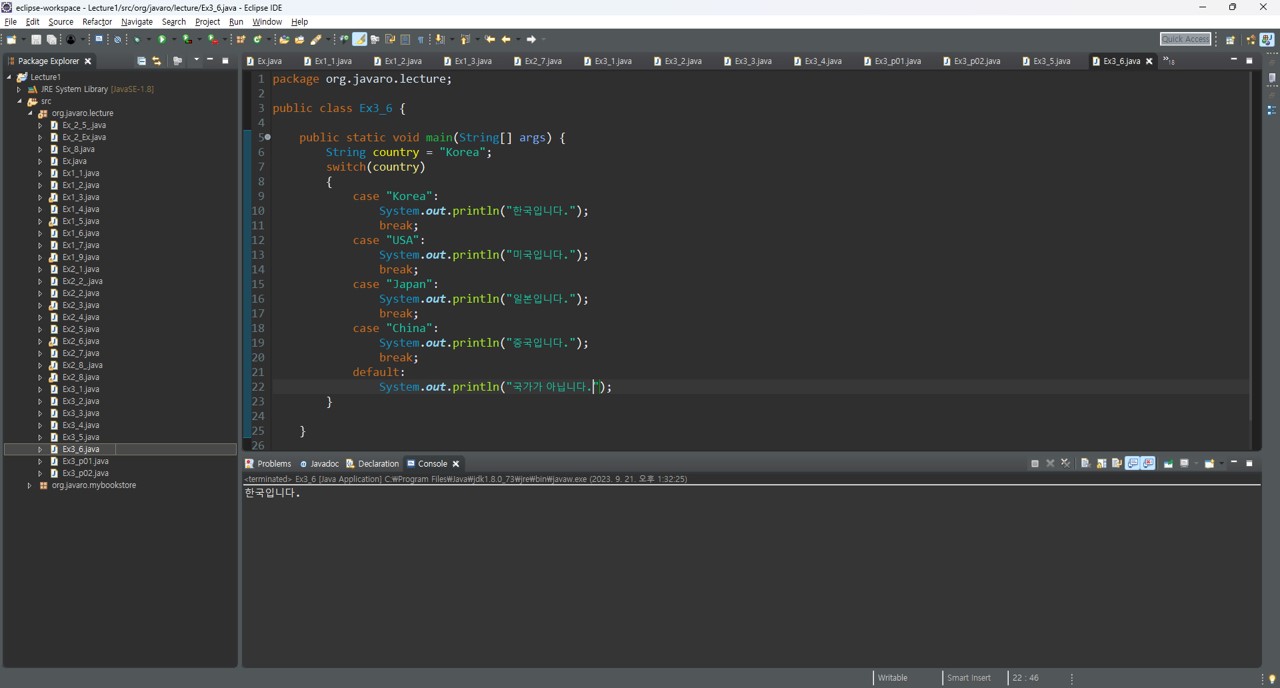 eclipse-workspace - Lecture1/src/org/javaro/lecture/Ex3_6.java - Eclipse IDE
File Edit Source Refactor Navigate Search Project Run Window Help
Quick Access
Package Explorer
Ex.java Ex1_1.java Ex1_2.java Ex1_3.java Ex2_7.java Ex3_1.java Ex3_2.java Ex3_3.java Ex3_4.java Ex3_p01.java Ex3_p02.java Ex3_5.java Ex3_6.java »18
Lecture1
JRE System Library [JavaSE-1.8]
src
org.javaro.lecture
Ex_2_5_.java
Ex_2_Ex.java
Ex_8.java
Ex.java
Ex1_1.java
Ex1_2.java
Ex1_3.java
Ex1_4.java
Ex1_5.java
Ex1_6.java
Ex1_7.java
Ex1_9.java
Ex2_1.java
Ex2_2_.java
Ex2_2.java
Ex2_3.java
Ex2_4.java
Ex2_5.java
Ex2_6.java
Ex2_7.java
Ex2_8_.java
Ex2_8.java
Ex3_1.java
Ex3_2.java
Ex3_3.java
Ex3_4.java
Ex3_5.java
Ex3_6.java
Ex3_p01.java
Ex3_p02.java
org.javaro.mybookstore
1 package org.javaro.lecture;
2
3 public class Ex3_6 {
4
5 public static void main(String[] args) {
6 String country = "Korea";
7 switch(country)
8 {
9 case "Korea":
10 System.out.println("한국입니다.");
11 break;
12 case "USA":
13 System.out.println("미국입니다.");
14 break;
15 case "Japan":
16 System.out.println("일본입니다.");
17 break;
18 case "China":
19 System.out.println("중국입니다.");
20 break;
21 default:
22 System.out.println("국가가 아닙니다.");
23 }
24
25 }
26
Problems Javadoc Declaration Console
<terminated> Ex3_6 [Java Application] C:₩Program Files₩Java₩jdk1.8.0_73₩jre₩bin₩javaw.exe (2023. 9. 21. 오후 1:32:25)
한국입니다.
Writable Smart Insert 22 : 46